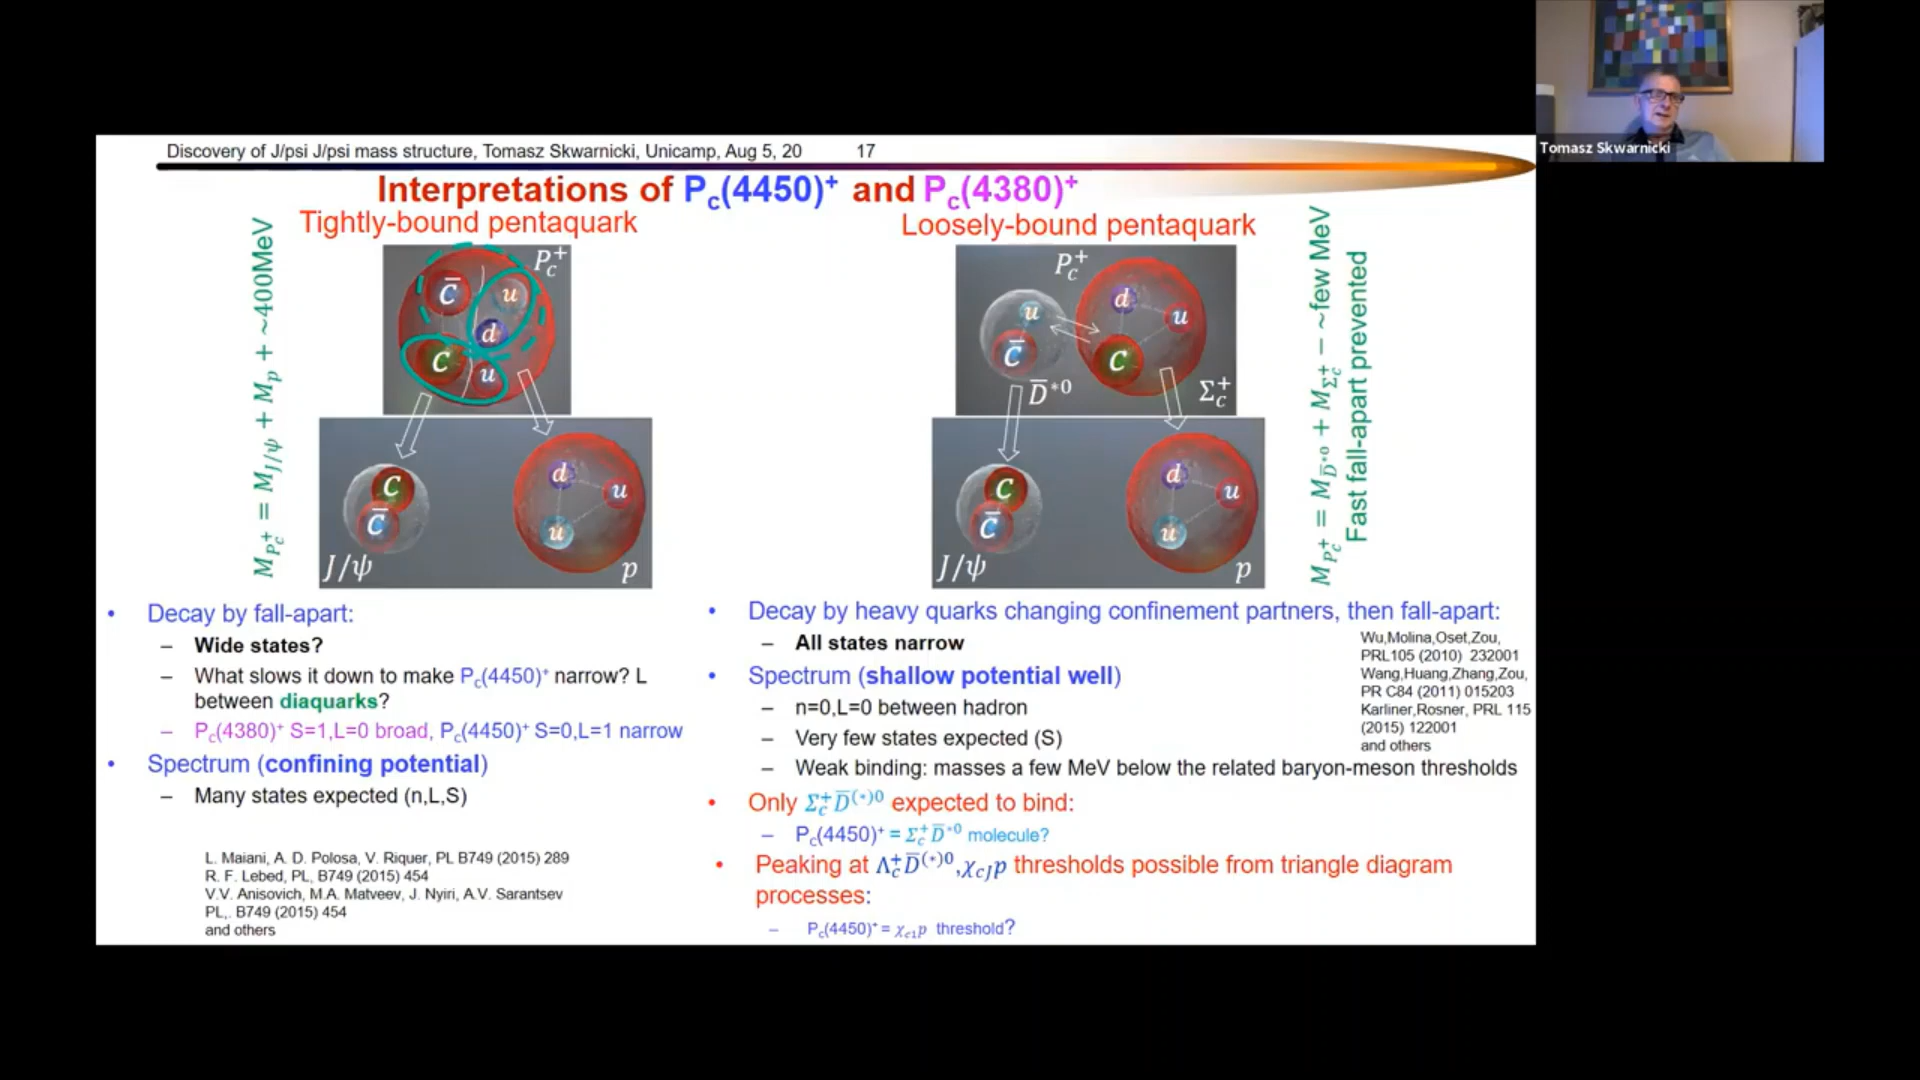 Tomasz Skwarnicki
Discovery of J/psi J/psi mass structure, Tomasz Skwarnicki, Unicamp, Aug 5, 20 17
Interpretations of P_c(4450)⁺ and P_c(4380)⁺
Tightly-bound pentaquark
M_{P_c^+} = M_{J/ψ} + M_p + ~400MeV
P_c^+
c̄
u
d
c
u
c
c̄
J/ψ
d
u
u
p
Decay by fall-apart:
– Wide states?
– What slows it down to make P_c(4450)⁺ narrow? L
between diaquarks?
– P_c(4380)⁺ S=1,L=0 broad, P_c(4450)⁺ S=0,L=1 narrow
Spectrum (confining potential)
– Many states expected (n,L,S)
L. Maiani, A. D. Polosa, V. Riquer, PL B749 (2015) 289
R. F. Lebed, PL, B749 (2015) 454
V.V. Anisovich, M.A. Matveev, J. Nyiri, A.V. Sarantsev
PL,. B749 (2015) 454
and others
Loosely-bound pentaquark
P_c^+
u
c̄
D̄*⁰
d
u
c
Σ_c^+
c
c̄
J/ψ
d
u
u
p
M_{P_c^+} = M_{D̄*⁰} + M_{Σ_c^+} − ~few MeV
Fast fall-apart prevented
• Decay by heavy quarks changing confinement partners, then fall-apart:
– All states narrow
• Spectrum (shallow potential well)
– n=0,L=0 between hadron
– Very few states expected (S)
– Weak binding: masses a few MeV below the related baryon-meson thresholds
Wu,Molina,Oset,Zou,
PRL105 (2010) 232001
Wang,Huang,Zhang,Zou,
PR C84 (2011) 015203
Karliner,Rosner, PRL 115
(2015) 122001
and others
• Only Σ_c^+ D̄^(*)0 expected to bind:
– P_c(4450)⁺ = Σ_c^+ D̄*⁰ molecule?
• Peaking at Λ_c^+ D̄^(*)0, χ_cJ p thresholds possible from triangle diagram
processes:
– P_c(4450)⁺ = χ_c1 p threshold?